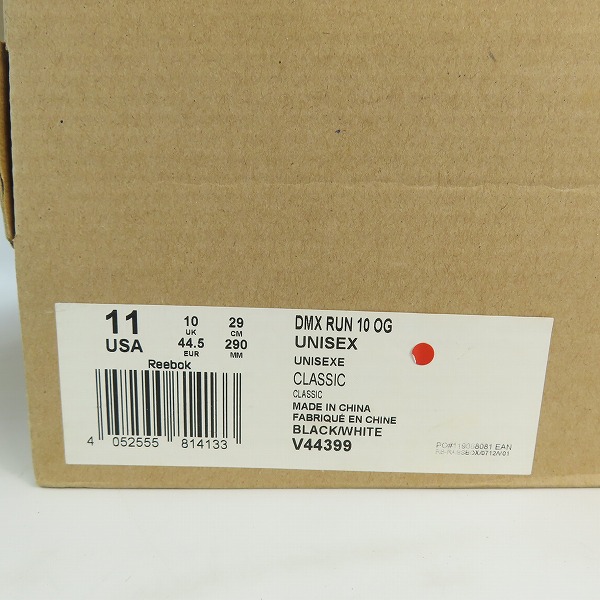 11 10 29
UK CM
USA 44.5 290
EUR MM
Reebok
4 052555 814133
DMX RUN 10 OG
UNISEX
UNISEXE
CLASSIC
CLASSIC
MADE IN CHINA
FABRIQUÉ EN CHINE
BLACK/WHITE
V44399
EAN